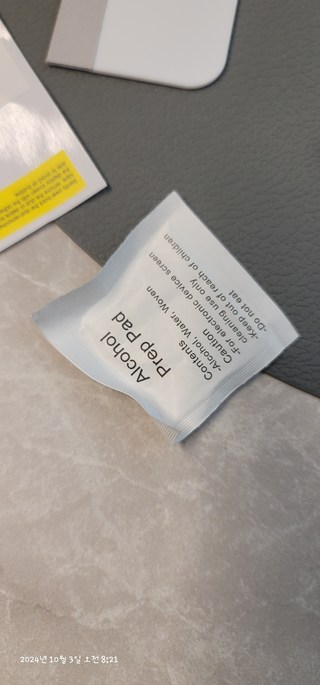 Alcohol
Prep Pad
Contents
-Alcohol, Water, Woven
Caution
-For electronic device screen
cleaning use only
-Keep out of reach of children
-Do not eat
2024년 10월 3일 오전 8:21